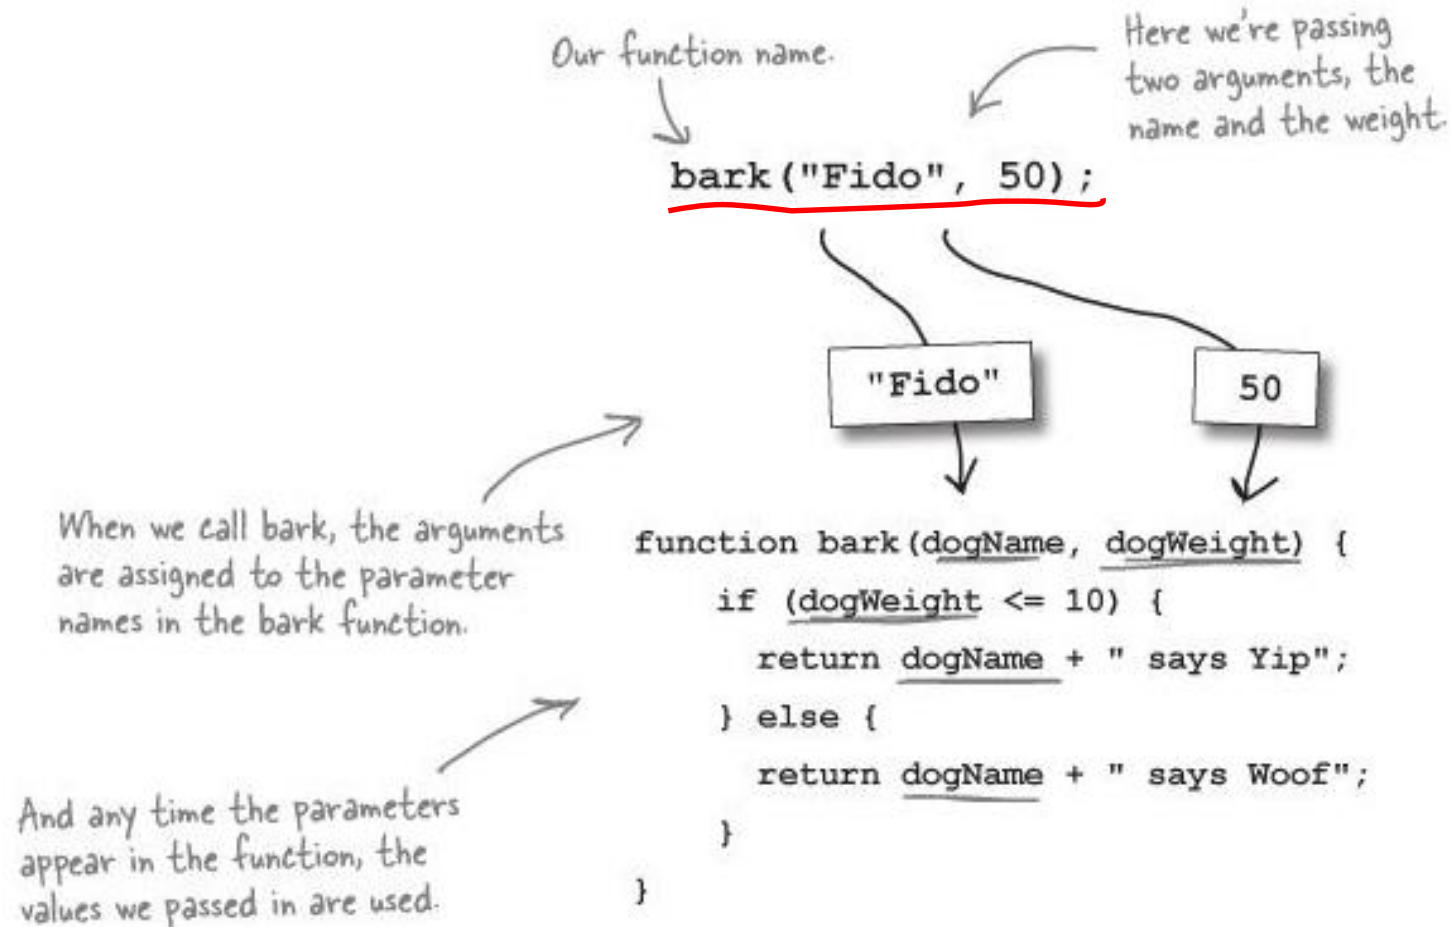 Our function name.
Here we're passing
two arguments, the
name and the weight.
bark("Fido", 50);
"Fido"
50
When we call bark, the arguments
are assigned to the parameter
names in the bark function.
function bark(dogName, dogWeight) {
if (dogWeight <= 10) {
return dogName + " says Yip";
} else {
return dogName + " says Woof";
}
}
And any time the parameters
appear in the function, the
values we passed in are used.